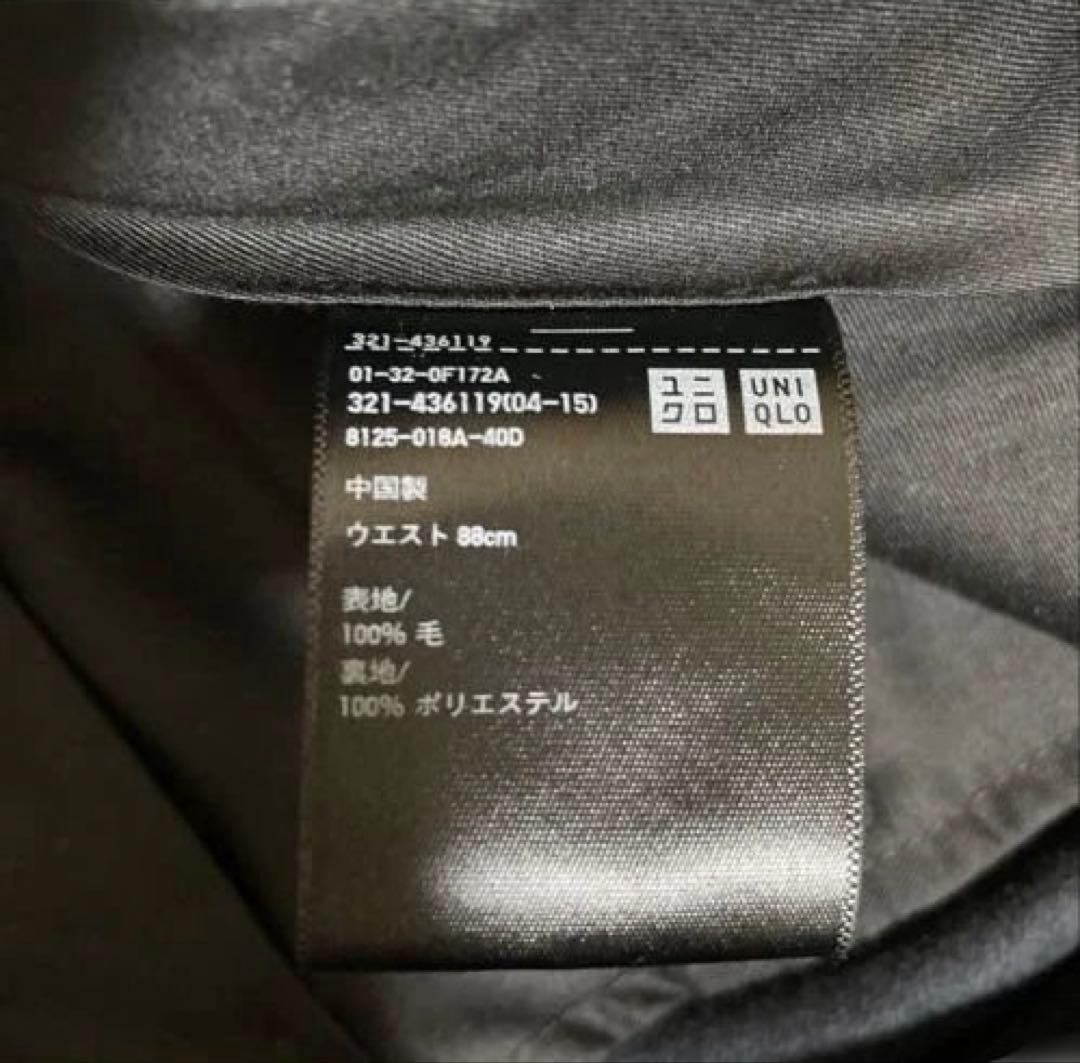 321-436119
01-32-0F172A
321-436119(04-15)
8125-018A-40D
ユニ
クロ
UNI
QLO
中国製
ウエスト 88cm
表地/
100% 毛
裏地/
100% ポリエステル